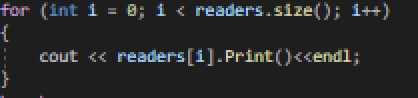 for (int i = 0; i < readers.size(); i++)
{
cout << readers[i].Print()<<endl;
}